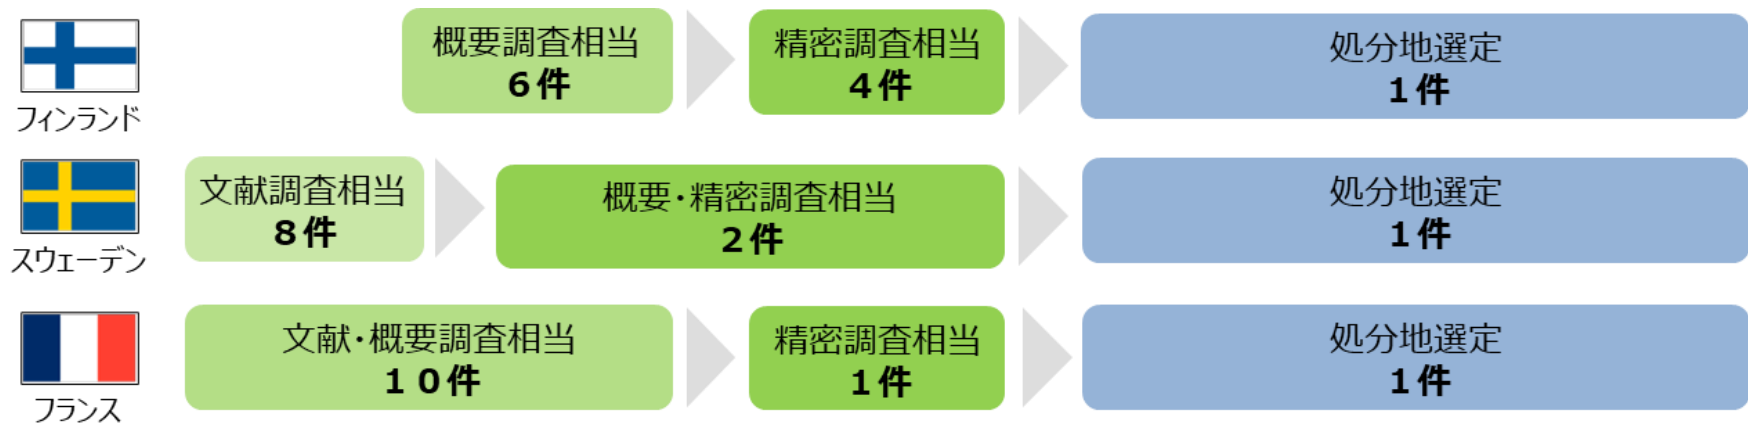 フィンランド
概要調査相当
6件
精密調査相当
4件
処分地選定
1件
スウェーデン
文献調査相当
8件
概要・精密調査相当
2件
処分地選定
1件
フランス
文献・概要調査相当
10件
精密調査相当
1件
処分地選定
1件